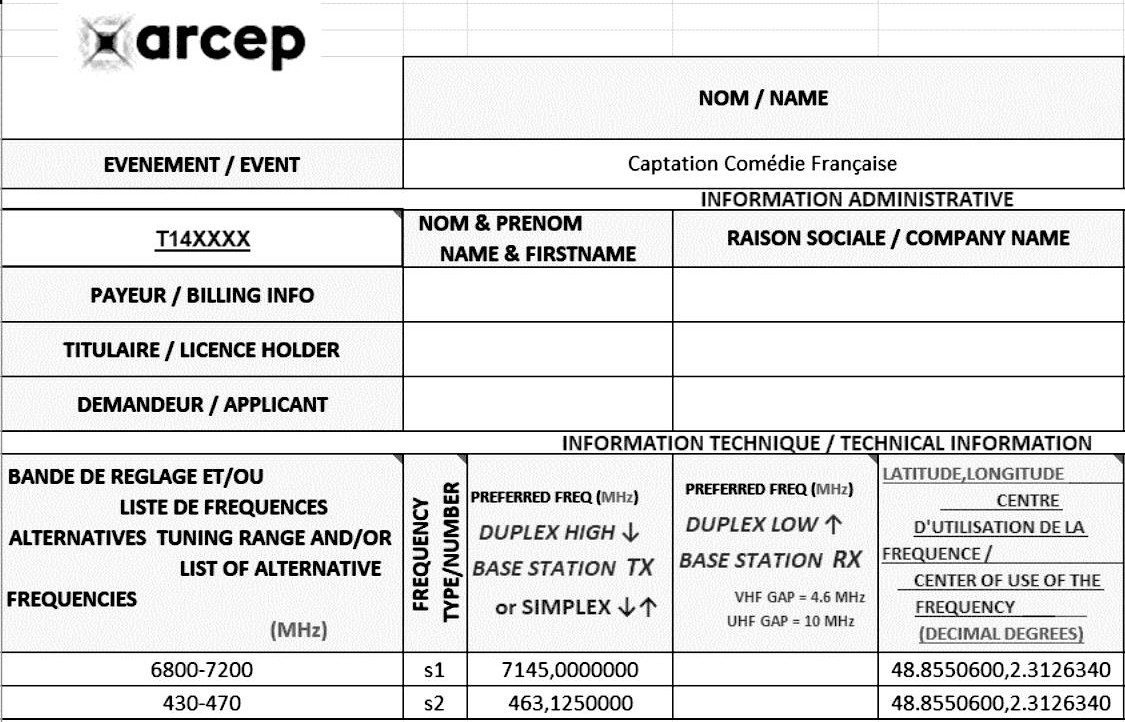 arcep
NOM / NAME
EVENEMENT / EVENT
Captation Comédie Française
INFORMATION ADMINISTRATIVE
T14XXXX
NOM & PRENOM
NAME & FIRSTNAME
RAISON SOCIALE / COMPANY NAME
PAYEUR / BILLING INFO
TITULAIRE / LICENCE HOLDER
DEMANDEUR / APPLICANT
INFORMATION TECHNIQUE / TECHNICAL INFORMATION
BANDE DE REGLAGE ET/OU
LISTE DE FREQUENCES
ALTERNATIVES TUNING RANGE AND/OR
LIST OF ALTERNATIVE
FREQUENCIES
(MHz)
FREQUENCY
TYPE/NUMBER
PREFERRED FREQ (MHz)
DUPLEX HIGH ↓
BASE STATION TX
or SIMPLEX ↓↑
PREFERRED FREQ (MHz)
DUPLEX LOW ↑
BASE STATION RX
VHF GAP = 4.6 MHz
UHF GAP = 10 MHz
LATITUDE,LONGITUDE
CENTRE
D'UTILISATION DE LA
FREQUENCE /
CENTER OF USE OF THE
FREQUENCY
(DECIMAL DEGREES)
6800-7200 s1 7145,0000000 48.8550600,2.3126340
430-470 s2 463,1250000 48.8550600,2.3126340